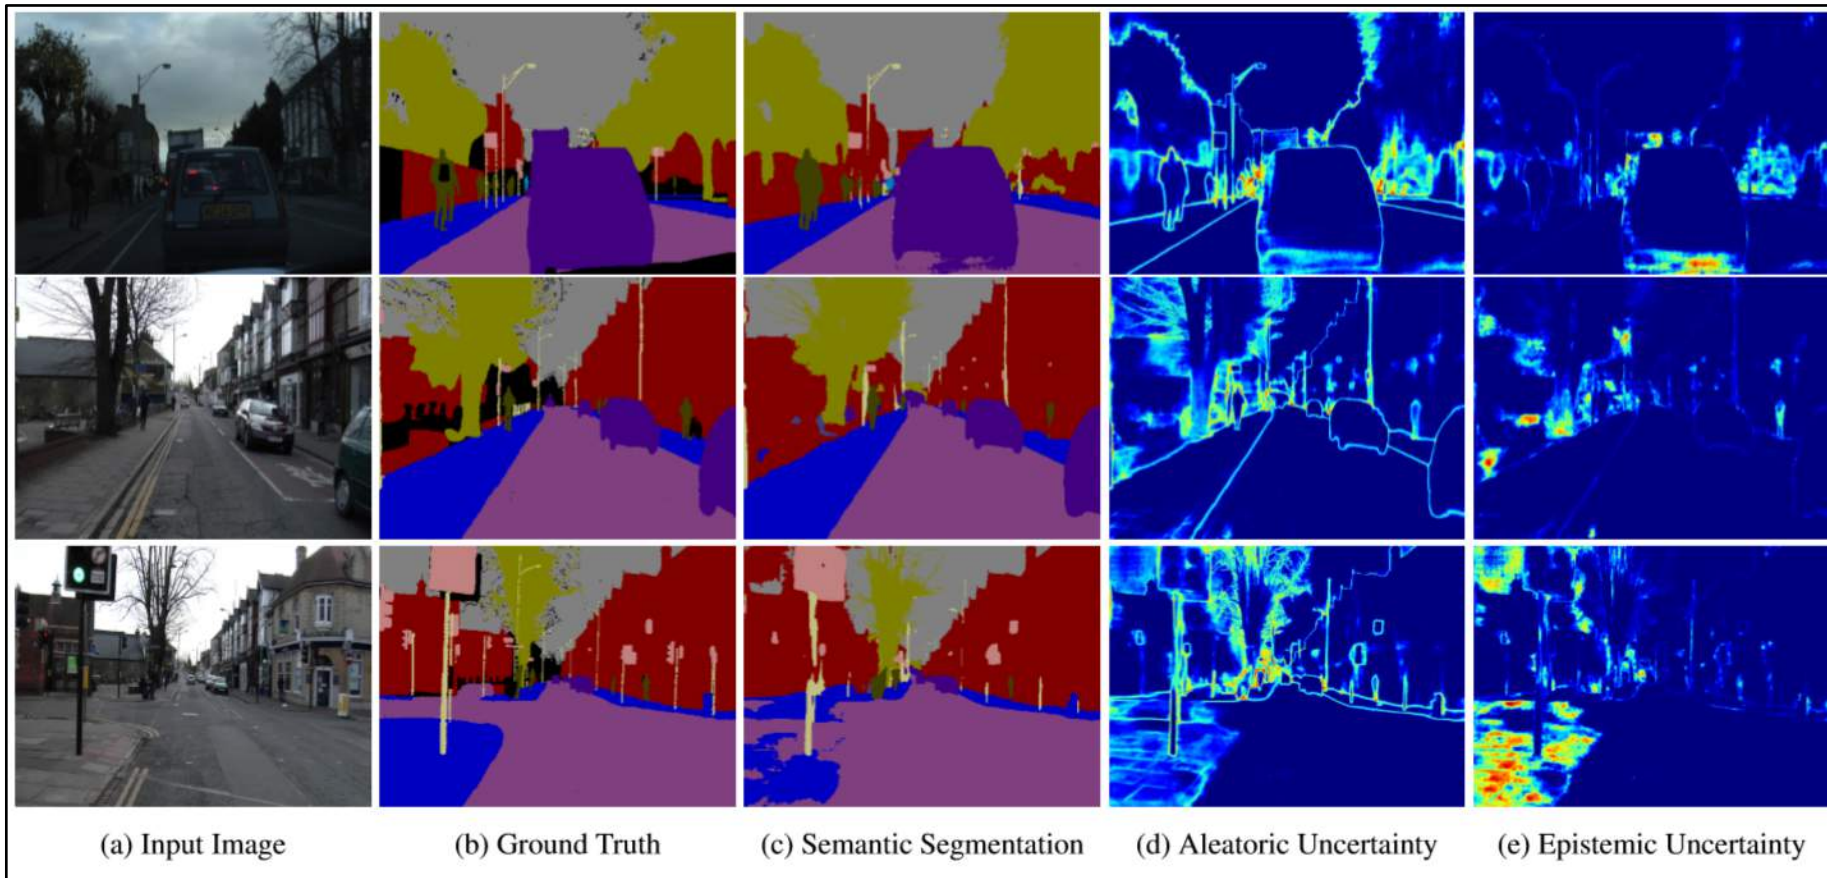 (a) Input Image
(b) Ground Truth
(c) Semantic Segmentation
(d) Aleatoric Uncertainty
(e) Epistemic Uncertainty